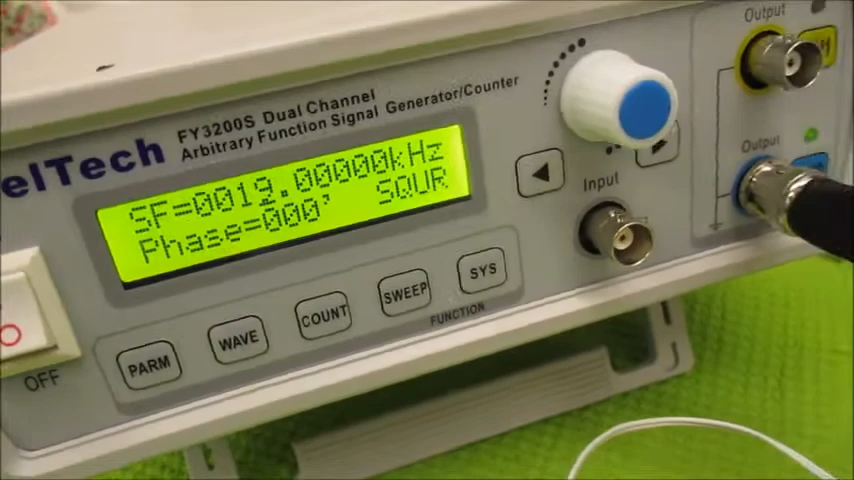 elTech
FY3200S Dual Channel
Arbitrary Function Signal Generator/Counter
SF=0019.00000kHz
Phase=000' SQUR
Output
Output
Input
PARM
WAVE
COUNT
SWEEP
SYS
FUNCTION
OFF